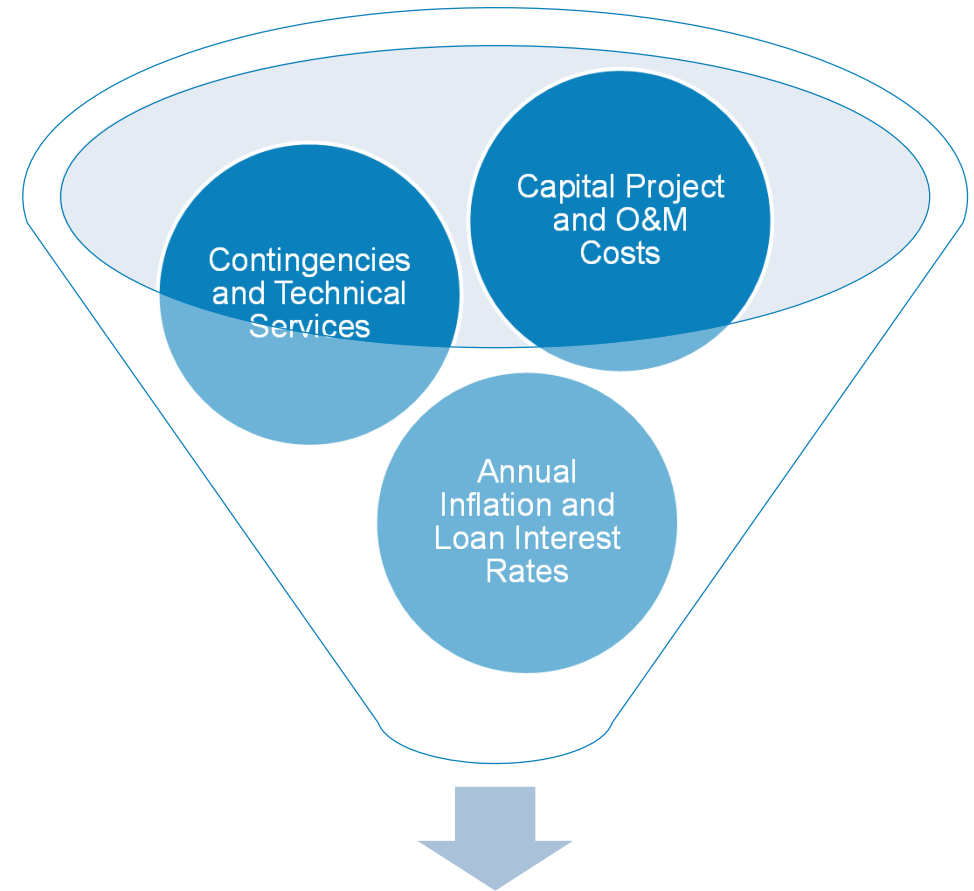 Capital Project
and O&M
Costs
Contingencies
and Technical
Services
Annual
Inflation and
Loan Interest
Rates